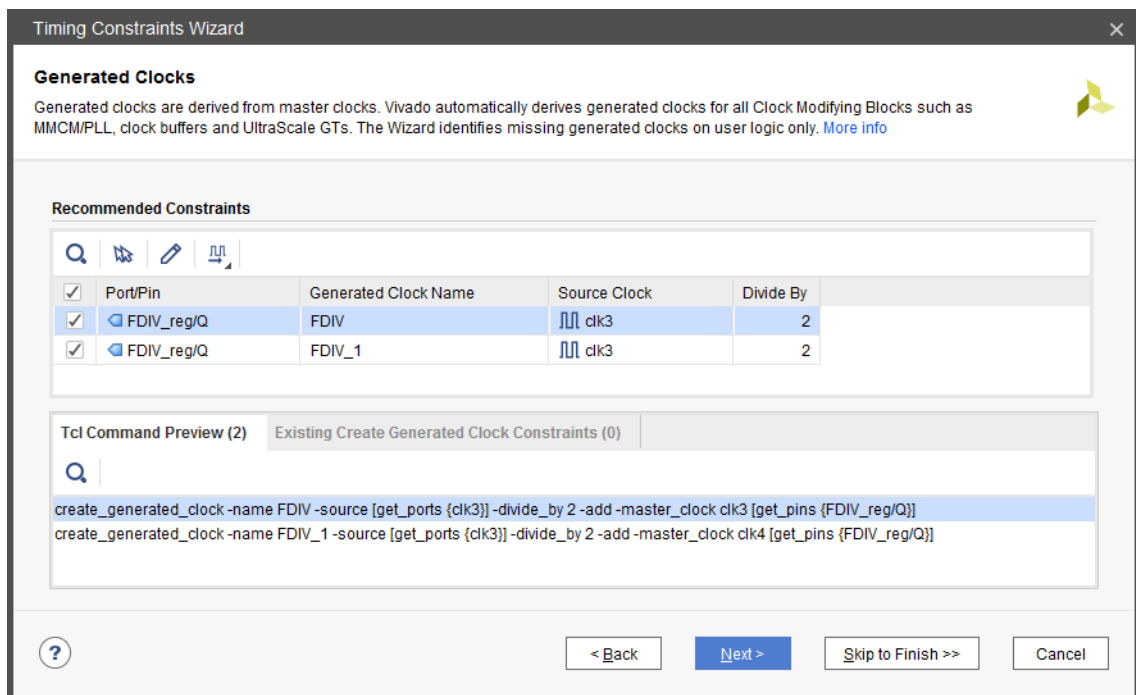 Timing Constraints Wizard
Generated Clocks
Generated clocks are derived from master clocks. Vivado automatically derives generated clocks for all Clock Modifying Blocks such as
MMCM/PLL, clock buffers and UltraScale GTs. The Wizard identifies missing generated clocks on user logic only. More info
Recommended Constraints
Port/Pin Generated Clock Name Source Clock Divide By
FDIV_reg/Q FDIV clk3 2
FDIV_reg/Q FDIV_1 clk3 2
Tcl Command Preview (2) Existing Create Generated Clock Constraints (0)
create_generated_clock -name FDIV -source [get_ports {clk3}] -divide_by 2 -add -master_clock clk3 [get_pins {FDIV_reg/Q}]
create_generated_clock -name FDIV_1 -source [get_ports {clk3}] -divide_by 2 -add -master_clock clk4 [get_pins {FDIV_reg/Q}]
? < Back Next > Skip to Finish >> Cancel